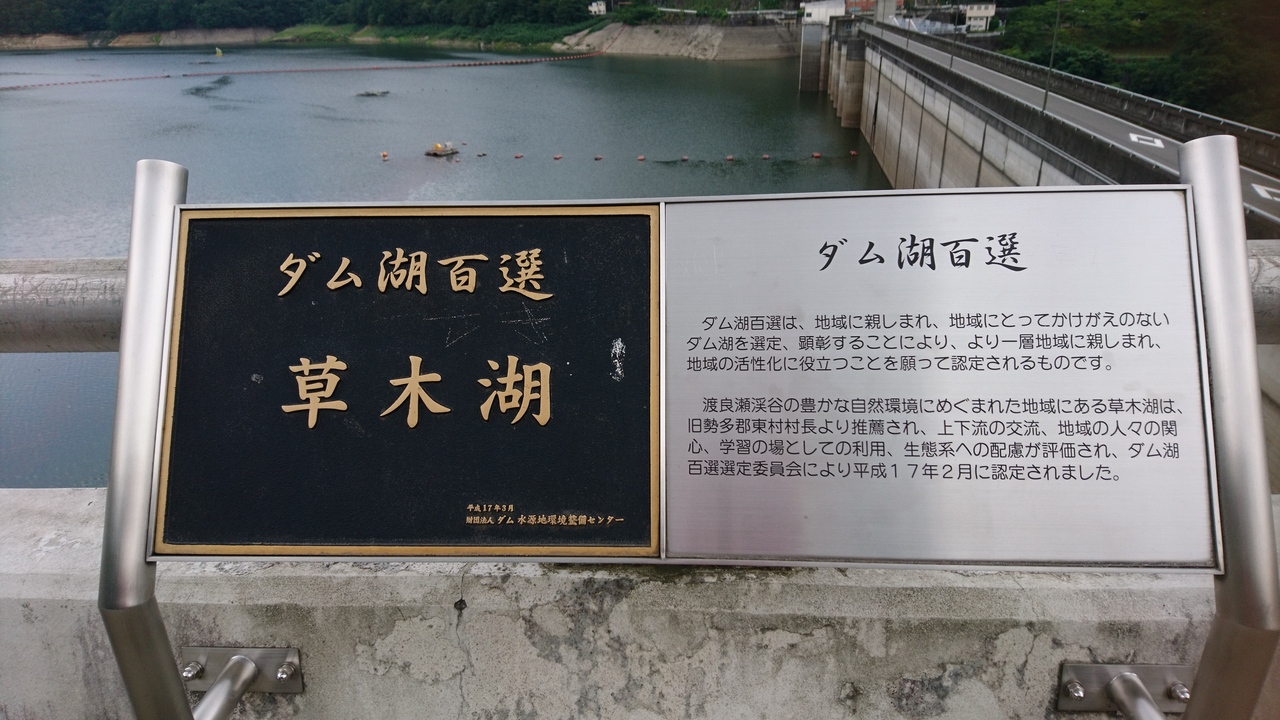 ダム湖百選
草木湖
平成17年3月
財団法人 ダム水源地環境整備センター
ダム湖百選
ダム湖百選は、地域に親しまれ、地域にとってかけがえのない
ダム湖を選定、顕彰することにより、より一層地域に親しまれ、
地域の活性化に役立つことを願って認定されるものです。
渡良瀬渓谷の豊かな自然環境にめぐまれた地域にある草木湖は、
旧勢多郡東村村長より推薦され、上下流の交流、地域の人々の関
心、学習の場としての利用、生態系への配慮が評価され、ダム湖
百選選定委員会により平成１７年２月に認定されました。